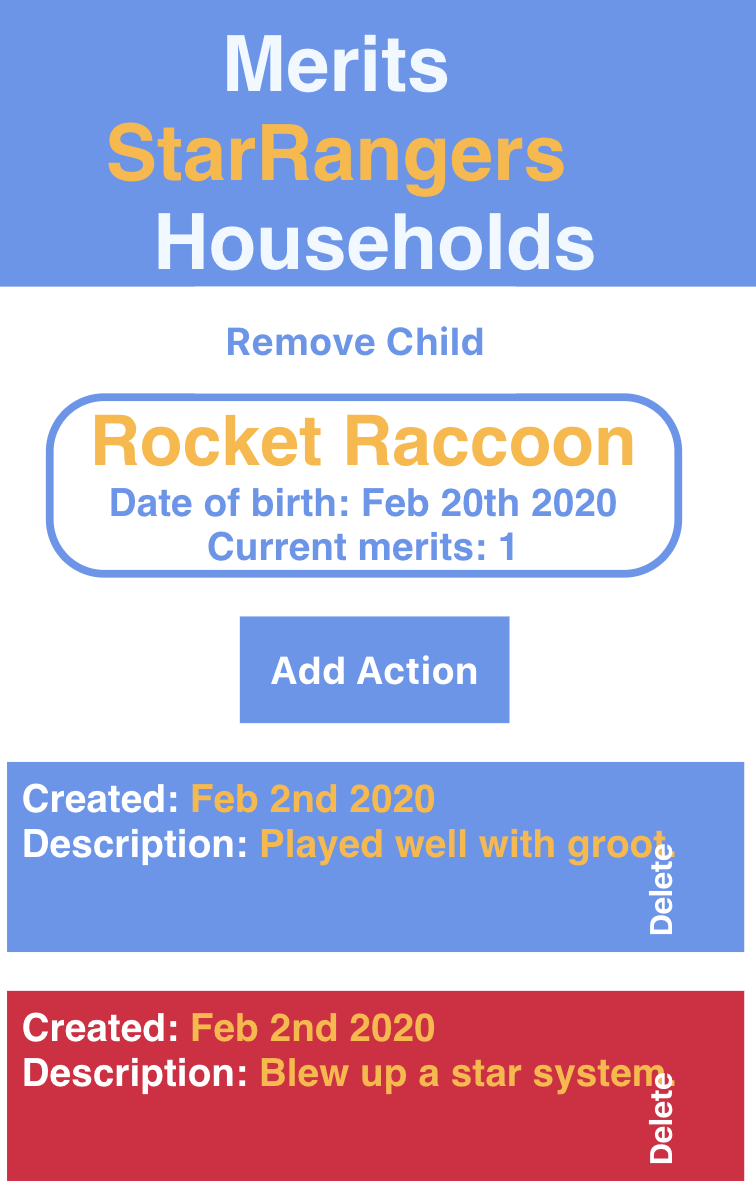 Merits
StarRangers
Households
Remove Child
Rocket Raccoon
Date of birth: Feb 20th 2020
Current merits: 1
Add Action
Created: Feb 2nd 2020
Description: Played well with groot.
Delete
Created: Feb 2nd 2020
Description: Blew up a star system.
Delete